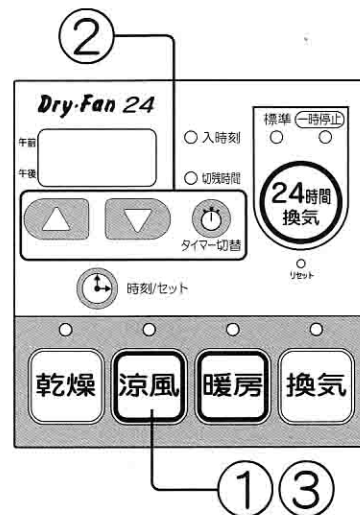 ②
Dry・Fan 24
午前
午後
入時刻
切残時間
標準 一時停止
24時間
換気
タイマー切替
リセット
時刻/セット
乾燥 涼風 暖房 換気
① ③